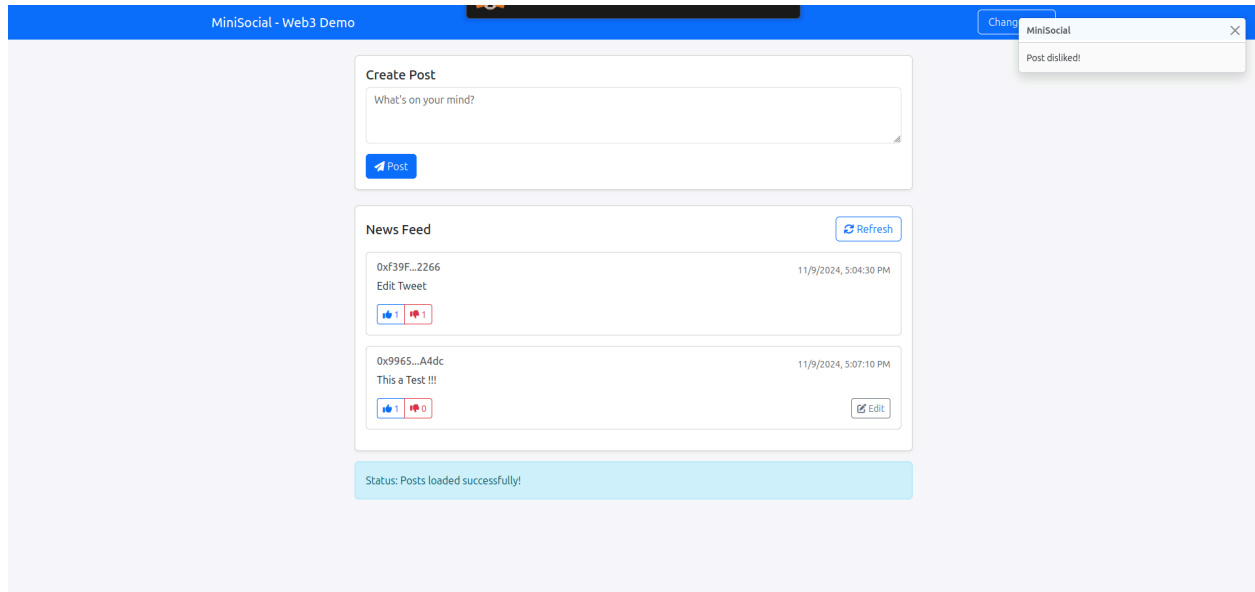 MiniSocial - Web3 Demo
Chang
MiniSocial
Post disliked!
Create Post
What's on your mind?
Post
News Feed
Refresh
0xf39F...2266
11/9/2024, 5:04:30 PM
Edit Tweet
1 1
0x9965...A4dc
11/9/2024, 5:07:10 PM
This a Test !!!
1 0
Edit
Status: Posts loaded successfully!